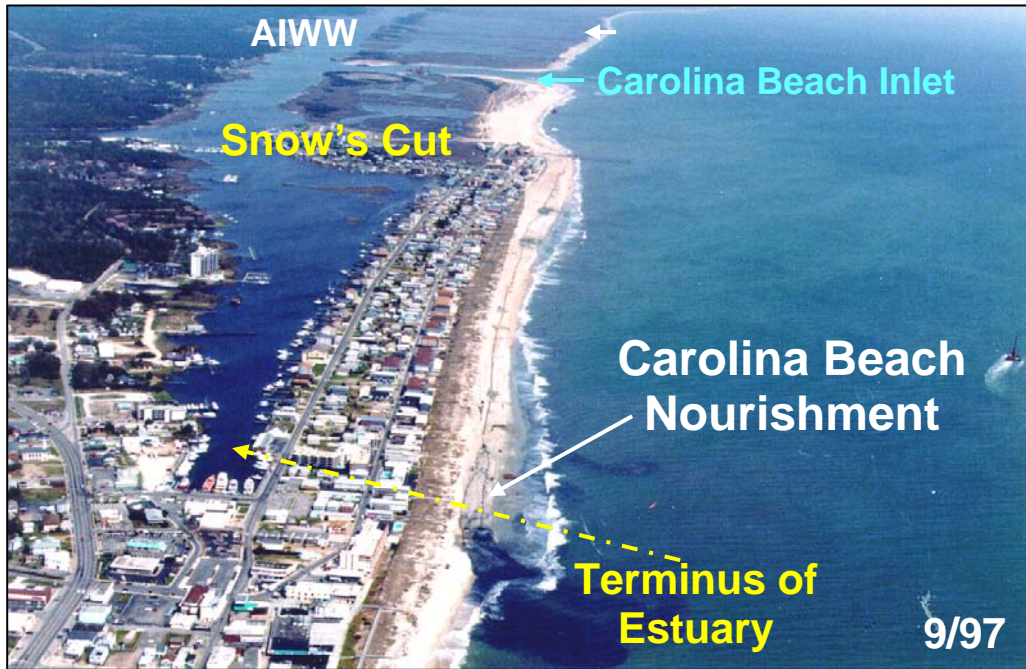 AIWW
Carolina Beach Inlet
Snow's Cut
Carolina Beach
Nourishment
Terminus of
Estuary
9/97